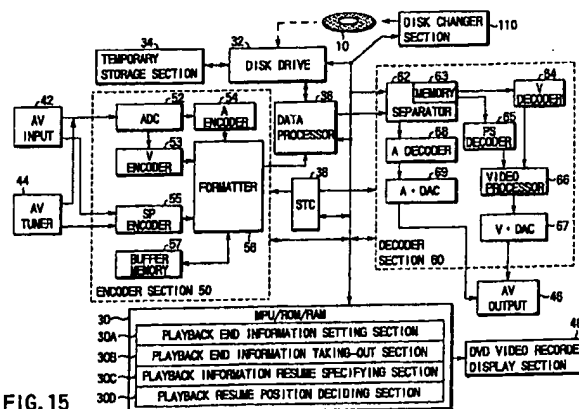 34
32
10
DISK CHANGER
SECTION
110
TEMPORARY
STORAGE SECTION
DISK DRIVE
42
52
54
36
62
63
64
AV
INPUT
ADC
A
ENCODER
DATA
PROCESSOR
MEMORY
SEPARATOR
V
DECODER
53
V
ENCODER
68
A DECODER
65
PS
DECODER
44
AV
TUNER
FORMATTER
38
69
A • DAC
VIDEO
PROCESSOR
66
55
SP
ENCODER
STC
V • DAC
67
57
BUFFER
MEMORY
56
ENCODER SECTION 50
DECODER
SECTION 60
AV
OUTPUT
46
30
MPU/ROM/RAM
48
30A
PLAYBACK END INFORMATION SETTING SECTION
30B
PLAYBACK END INFORMATION TAKING-OUT SECTION
DVD VIDEO RECORDER
DISPLAY SECTION
30C
PLAYBACK INFORMATION RESUME SPECIFYING SECTION
30D
PLAYBACK RESUME POSITION DECIDING SECTION
FIG. 15